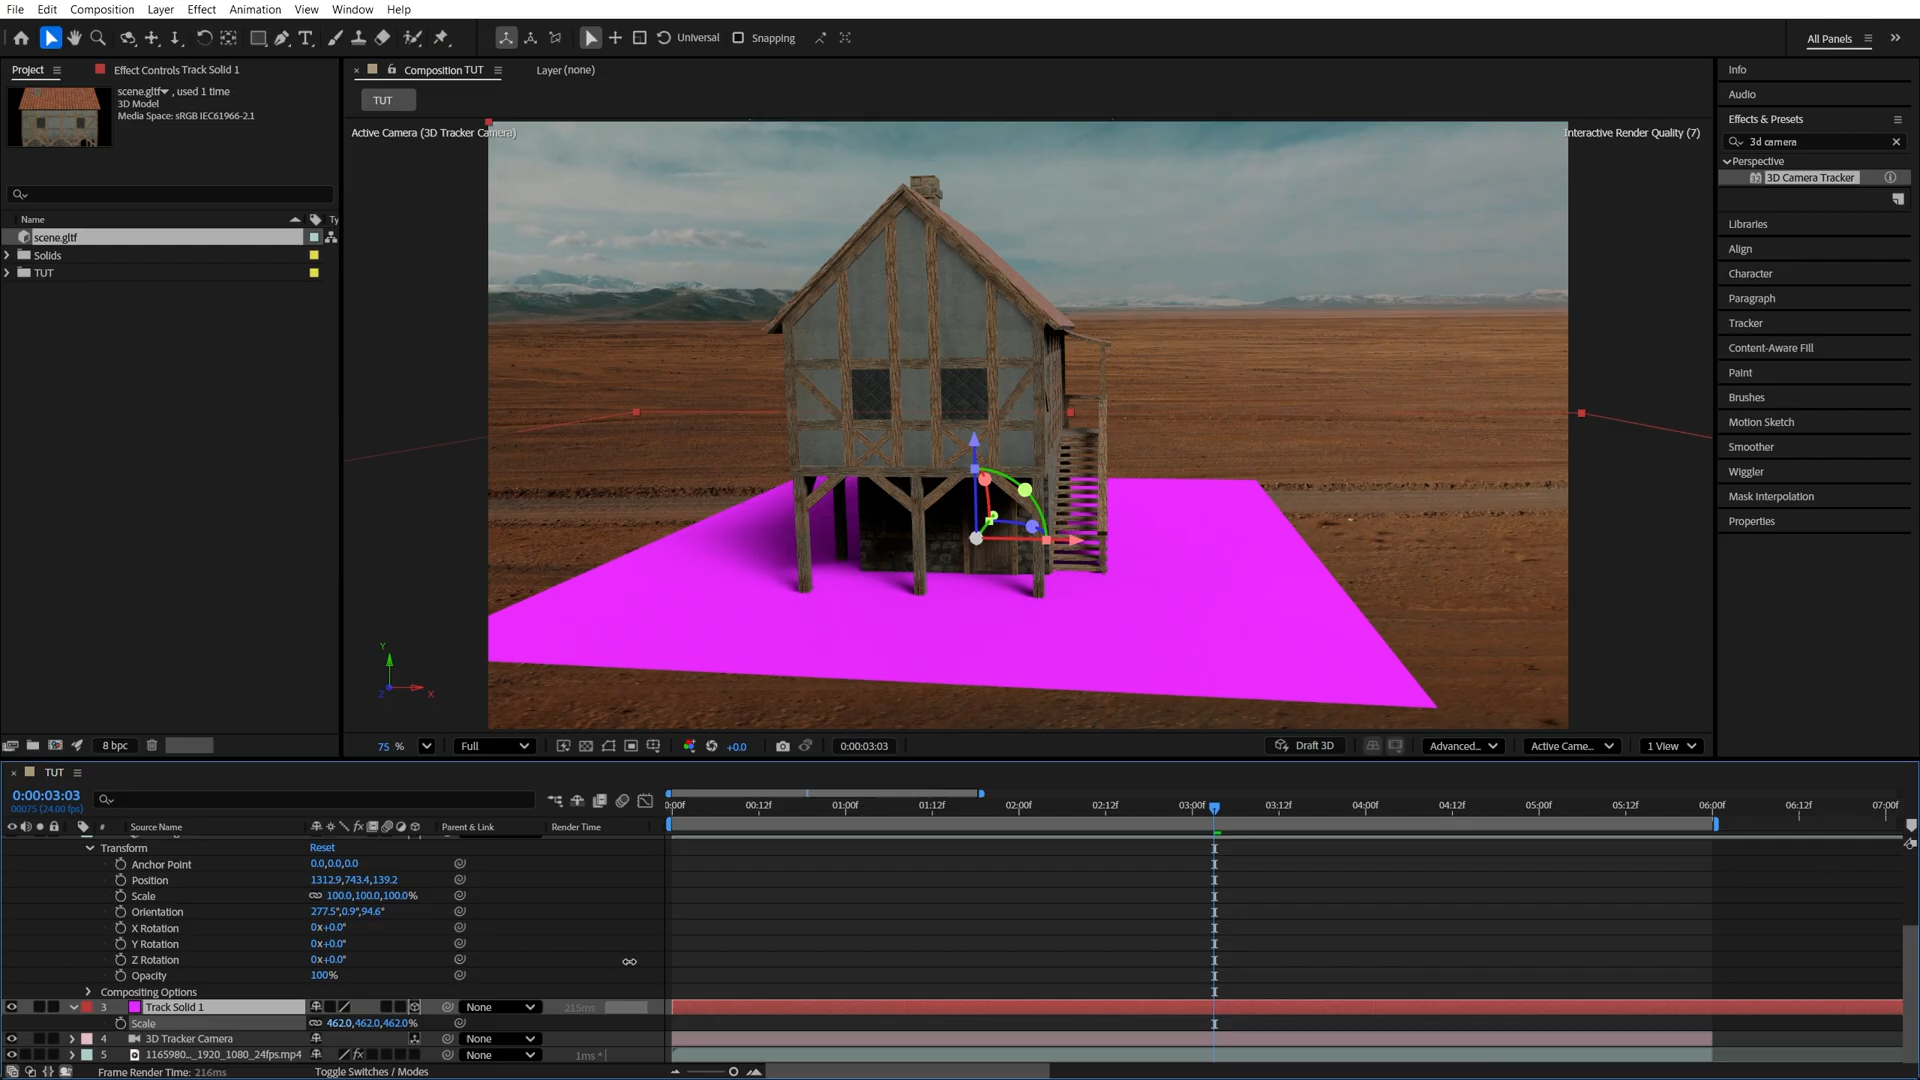 File Edit Composition Layer Effect Animation View Window Help
Universal Snapping All Panels
Project Effect Controls Track Solid 1
scene.gltf , used 1 time
3D Model
Media Space: sRGB IEC61966-2.1
Name Ty
scene.gltf
Solids
TUT
8 bpc
Composition TUT Layer (none)
TUT
Active Camera (3D Tracker Camera) Interactive Render Quality (7)
Y
Z X
75 % Full +0.0 0:00:03:03 Draft 3D Advanced... Active Came... 1 View
Info
Audio
Effects & Presets
3d camera
Perspective
3D Camera Tracker
Libraries
Align
Character
Paragraph
Tracker
Content-Aware Fill
Paint
Brushes
Motion Sketch
Smoother
Wiggler
Mask Interpolation
Properties
TUT
0:00:03:03
00075 (24.00 fps)
0:00f 00:12f 01:00f 01:12f 02:00f 02:12f 03:00f 03:12f 04:00f 04:12f 05:00f 05:12f 06:00f 06:12f 07:00f
# Source Name fx Parent & Link Render Time
Transform Reset
Anchor Point 0.0,0.0,0.0
Position 1312.9,743.4,139.2
Scale 100.0,100.0,100.0%
Orientation 277.5°,0.9°,94.6°
X Rotation 0x+0.0°
Y Rotation 0x+0.0°
Z Rotation 0x+0.0°
Opacity 100%
Compositing Options
3 Track Solid 1 None 215ms
Scale 462.0,462.0,462.0%
4 3D Tracker Camera None
5 1165980..._1920_1080_24fps.mp4 fx None 1ms *
Frame Render Time: 216ms Toggle Switches / Modes